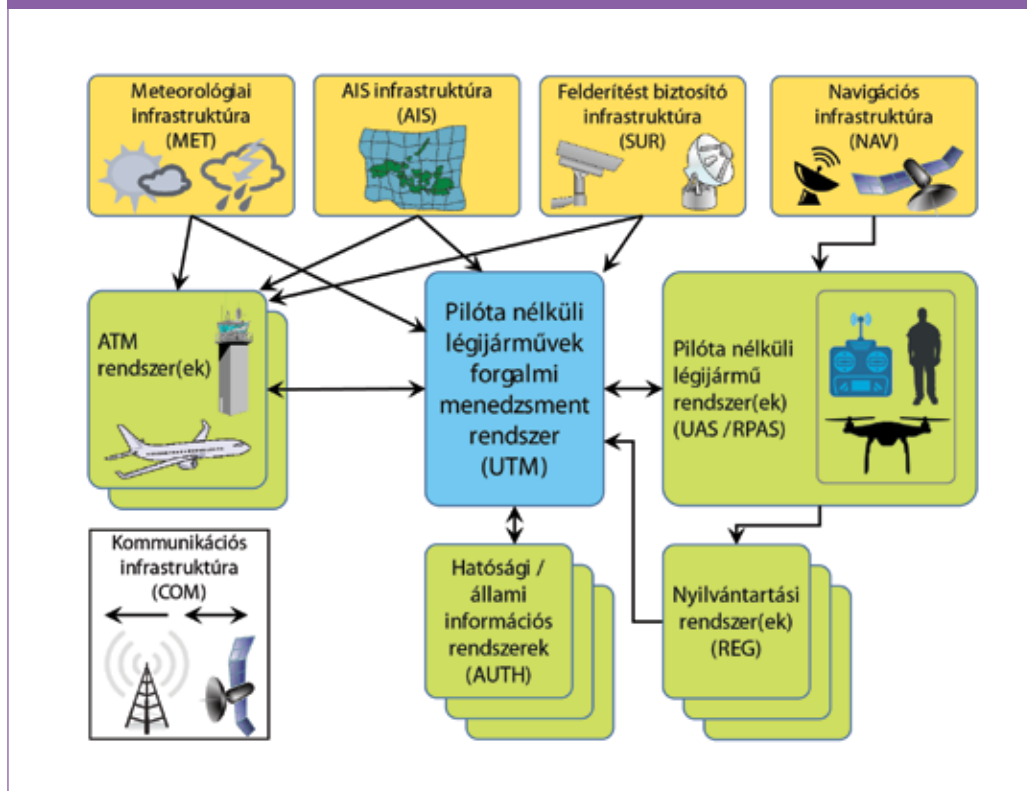 Meteorológiai
infrastruktúra
(MET)
AIS infrastruktúra
(AIS)
Felderítést biztosító
infrastruktúra
(SUR)
Navigációs
infrastruktúra
(NAV)
ATM
rendszer(ek)
Pilóta nélküli
légijárművek
forgalmi
menedzsment
rendszer
(UTM)
Pilóta nélküli
légijármű
rendszer(ek)
(UAS /RPAS)
Kommunikációs
infrastruktúra
(COM)
Hatósági /
állami
információs
rendszerek
(AUTH)
Nyilvántartási
rendszer(ek)
(REG)